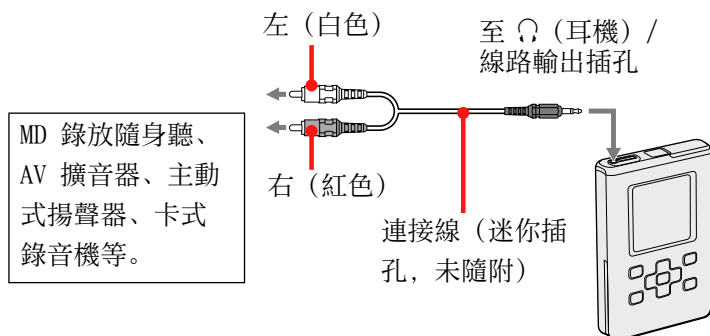 左（白色）
至 （耳機）/
線路輸出插孔
MD 錄放隨身聽、
AV 擴音器、主動
式揚聲器、卡式
錄音機等。
右（紅色）
連接線（迷你插
孔，未隨附）